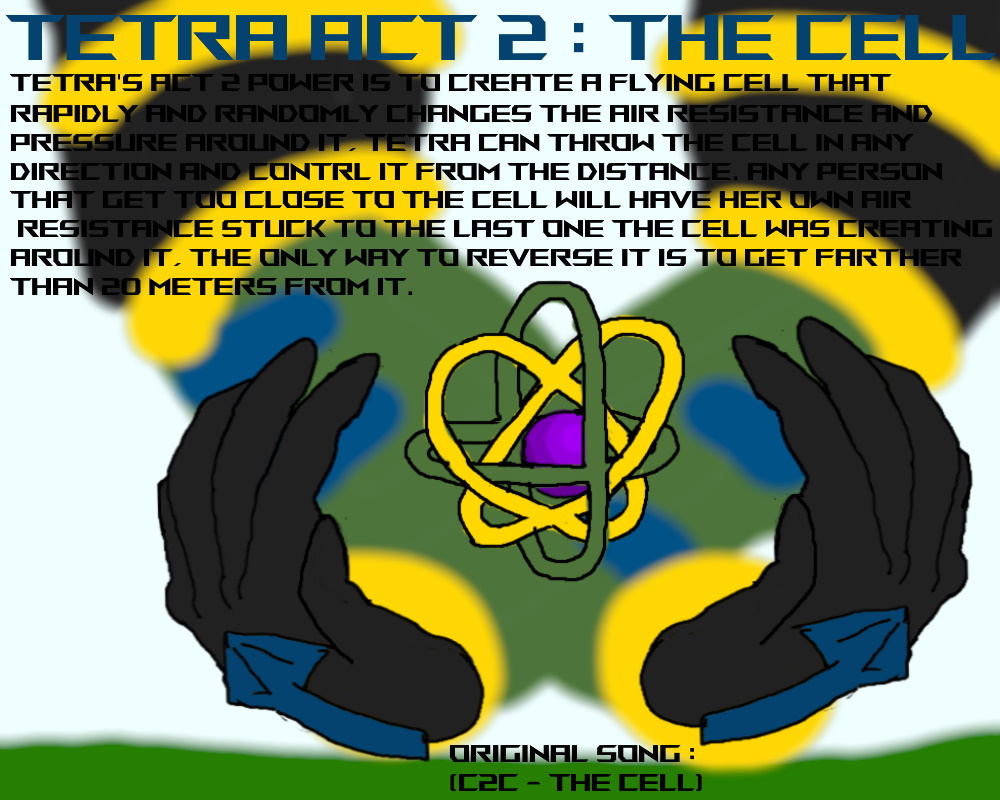 TETRA ACT 2 : THE CELL
TETRA'S ACT 2 POWER IS TO CREATE A FLYING CELL THAT
RAPIDLY AND RANDOMLY CHANGES THE AIR RESISTANCE AND
PRESSURE AROUND IT, TETRA CAN THROW THE CELL IN ANY
DIRECTION AND CONTRL IT FROM THE DISTANCE. ANY PERSON
THAT GET TOO CLOSE TO THE CELL WILL HAVE HER OWN AIR
RESISTANCE STUCK TO THE LAST ONE THE CELL WAS CREATING
AROUND IT, THE ONLY WAY TO REVERSE IT IS TO GET FARTHER
THAN 20 METERS FROM IT.
ORIGINAL SONG :
(C2C - THE CELL)